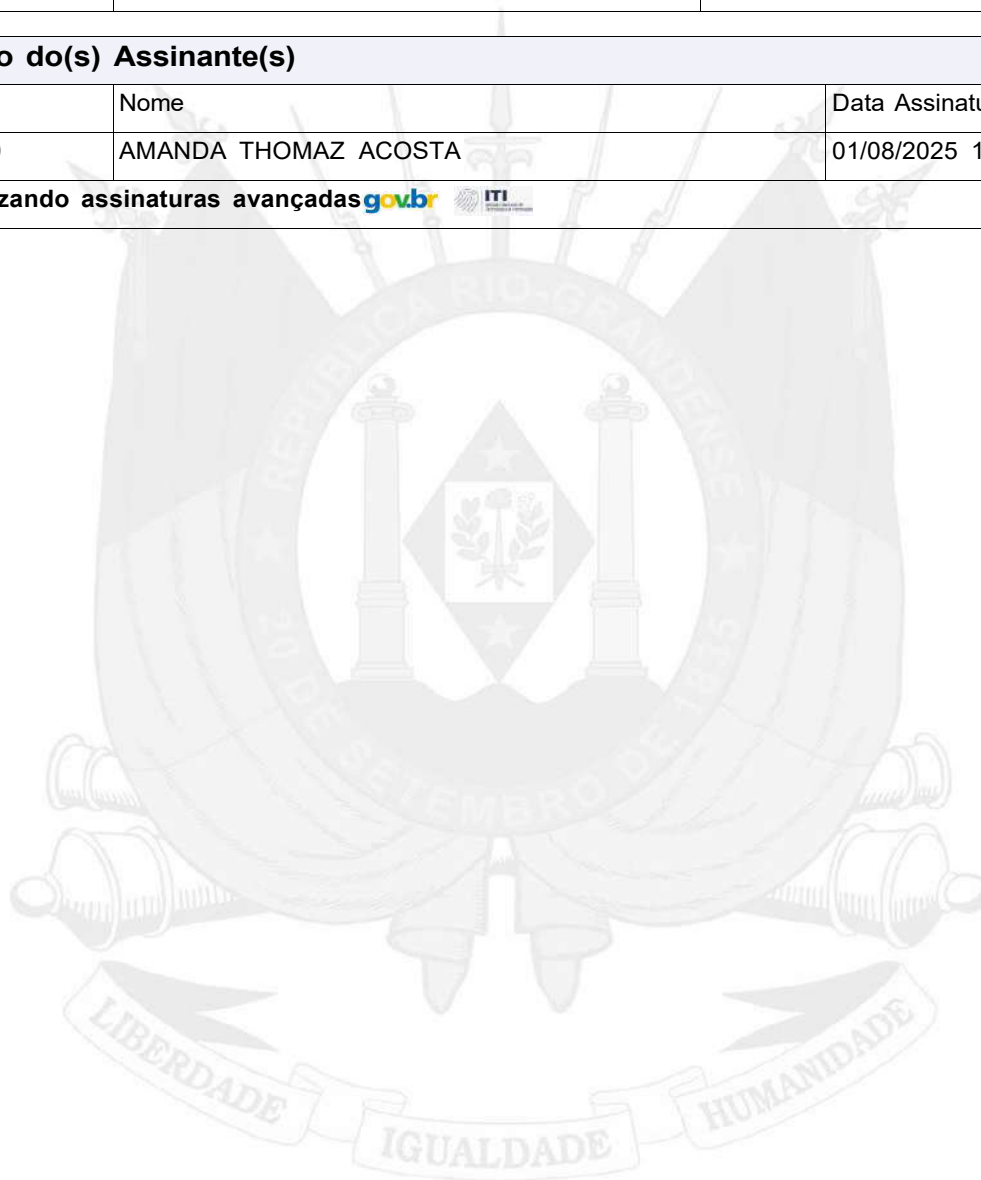 o do(s) Assinante(s)
Nome Data Assinatu
AMANDA THOMAZ ACOSTA 01/08/2025 1
zando assinaturas avançadas gov.br ITI
REPÚBLICA RIO-GRANDENSE
20 DE SETEMBRO DE 1835
LIBERDADE IGUALDADE HUMANIDADE